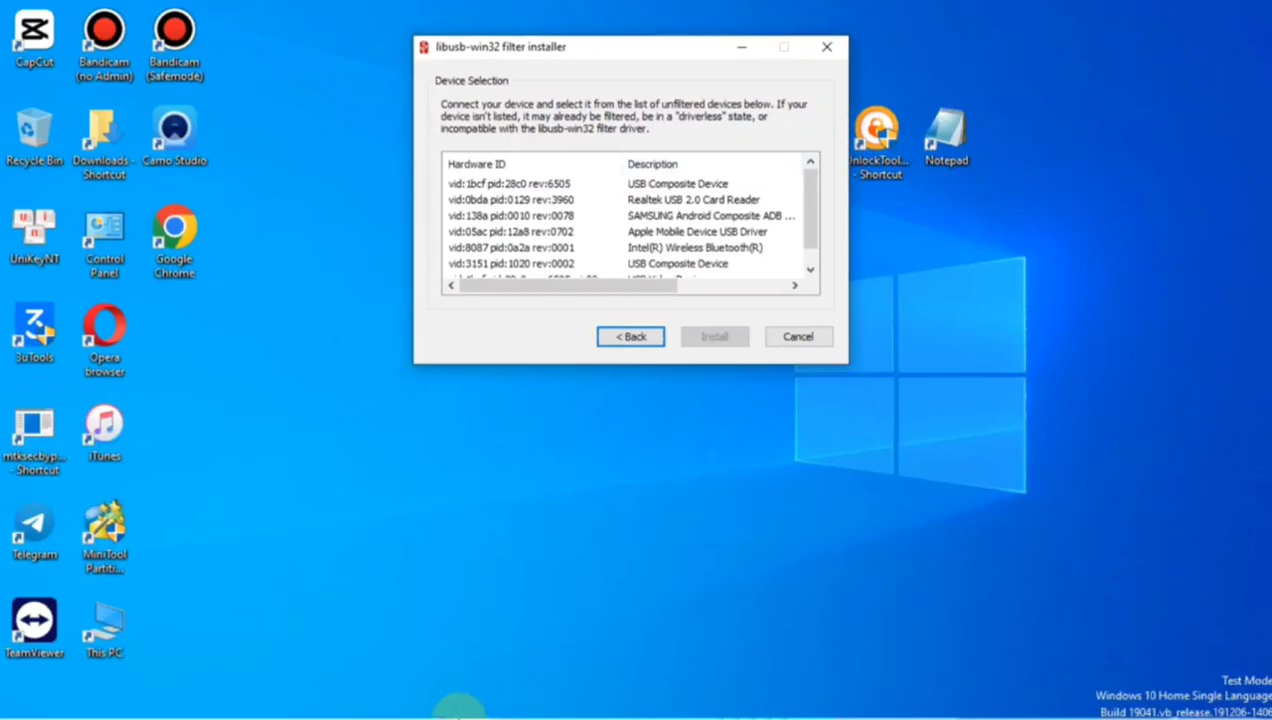 CapCut
Bandicam
(no Admin)
Bandicam
(Safemode)
Recycle Bin
Downloads -
Shortcut
Camo Studio
UniKeyNT
Control
Panel
Google
Chrome
3uTools
Opera
browser
mtksecbyp...
- Shortcut
iTunes
Telegram
MiniTool
Partiti...
TeamViewer
This PC
libusb-win32 filter installer
Device Selection
Connect your device and select it from the list of unfiltered devices below. If your
device isn't listed, it may already be filtered, be in a "driverless" state, or
incompatible with the libusb-win32 filter driver.
Hardware ID Description
vid:1bcf pid:28c0 rev:6505 USB Composite Device
vid:0bda pid:0129 rev:3960 Realtek USB 2.0 Card Reader
vid:138a pid:0010 rev:0078 SAMSUNG Android Composite ADB ...
vid:05ac pid:12a8 rev:0702 Apple Mobile Device USB Driver
vid:8087 pid:0a2a rev:0001 Intel(R) Wireless Bluetooth(R)
vid:3151 pid:1020 rev:0002 USB Composite Device
< Back
Install
Cancel
UnlockTool...
- Shortcut
Notepad
Test Mode
Windows 10 Home Single Language
Build 19041.vb_release.191206-1406